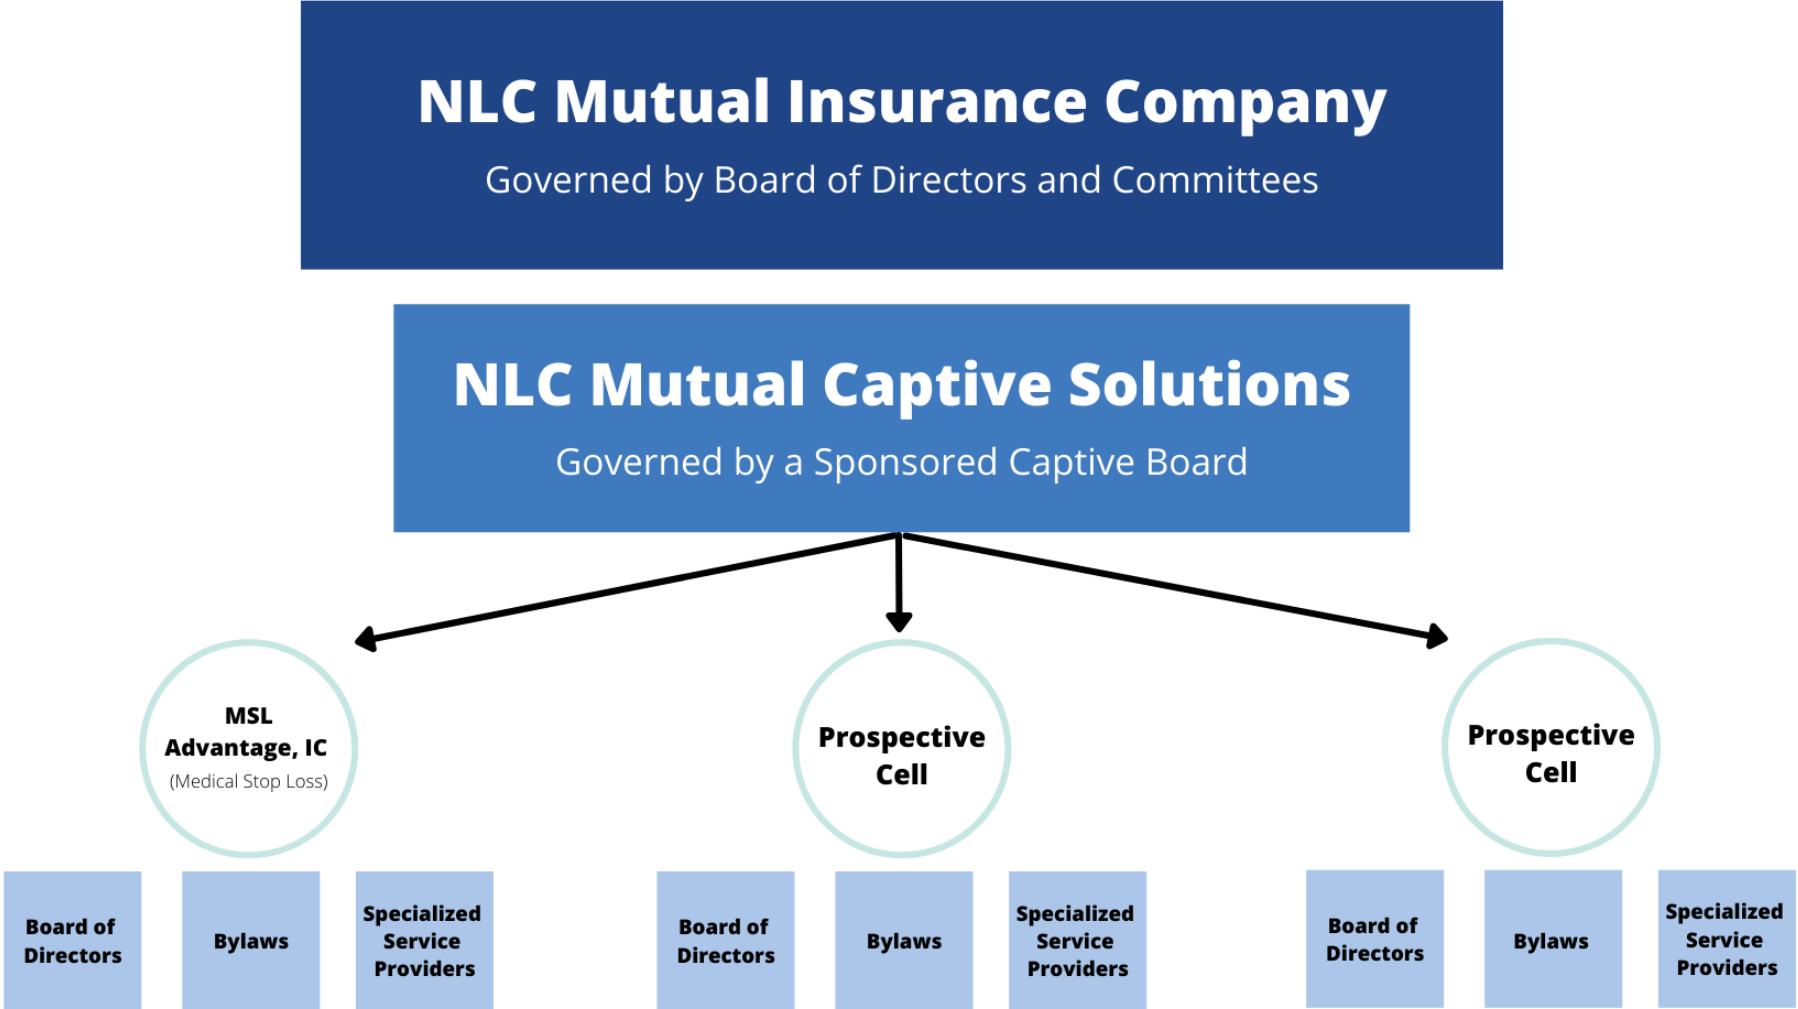 NLC Mutual Insurance Company
Governed by Board of Directors and Committees
NLC Mutual Captive Solutions
Governed by a Sponsored Captive Board
MSL
Advantage, IC
(Medical Stop Loss)
Prospective
Cell
Prospective
Cell
Board of
Directors
Bylaws
Specialized
Service
Providers
Board of
Directors
Bylaws
Specialized
Service
Providers
Board of
Directors
Bylaws
Specialized
Service
Providers